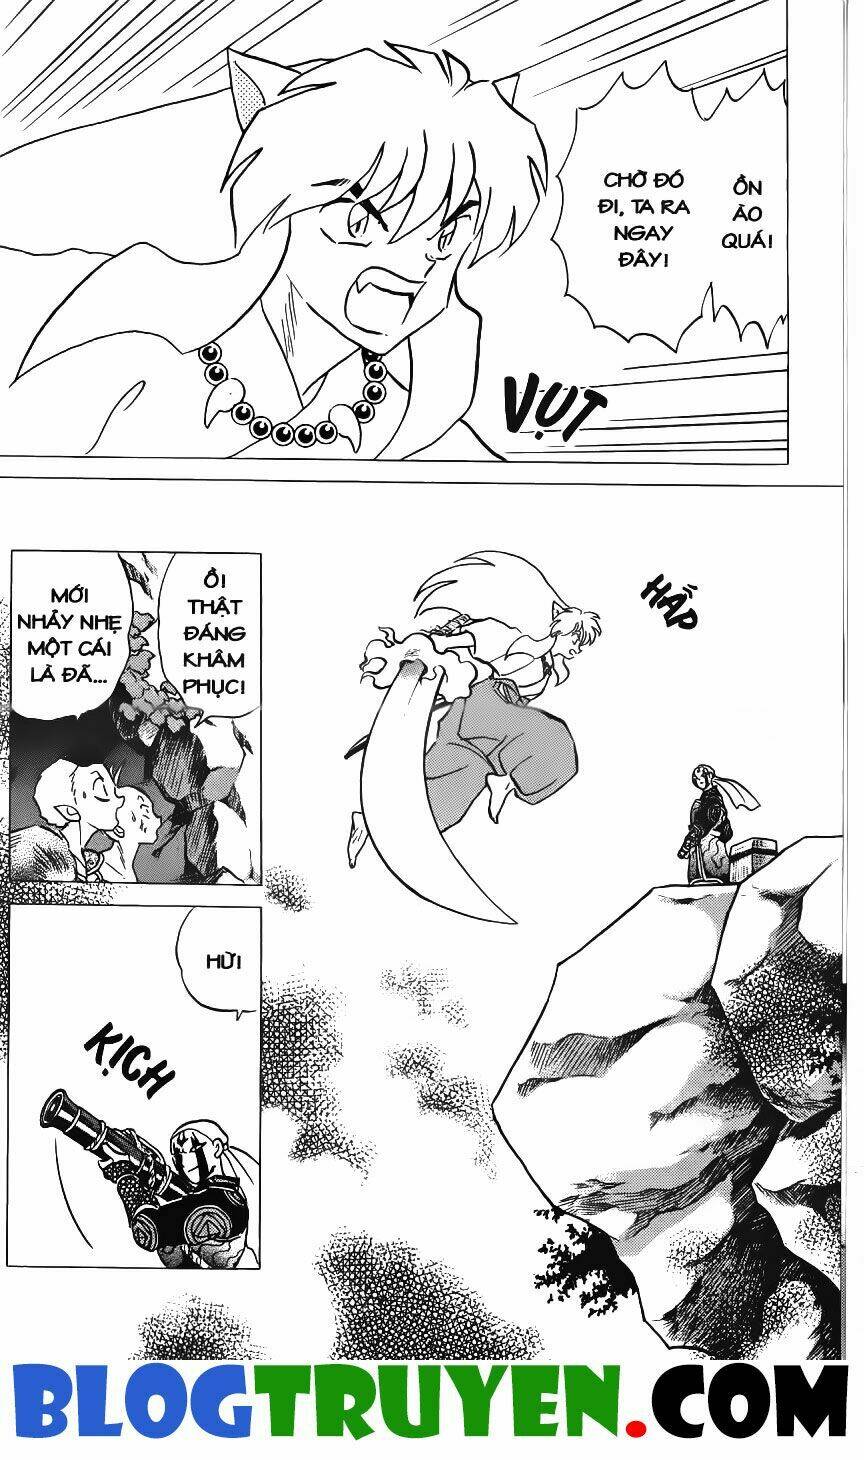 ỒN
ÀO
QUÁ!
CHỜ ĐÓ
ĐI, TA RA
NGAY
ĐÂY!
VỤT
HẤP
ỒI
THẬT
ĐÁNG
KHÂM
PHỤC!
MỚI
NHẢY NHẸ
MỘT CÁI
LÀ ĐÃ...
HỪI
KỊCH
BLOGTRUYEN.COM